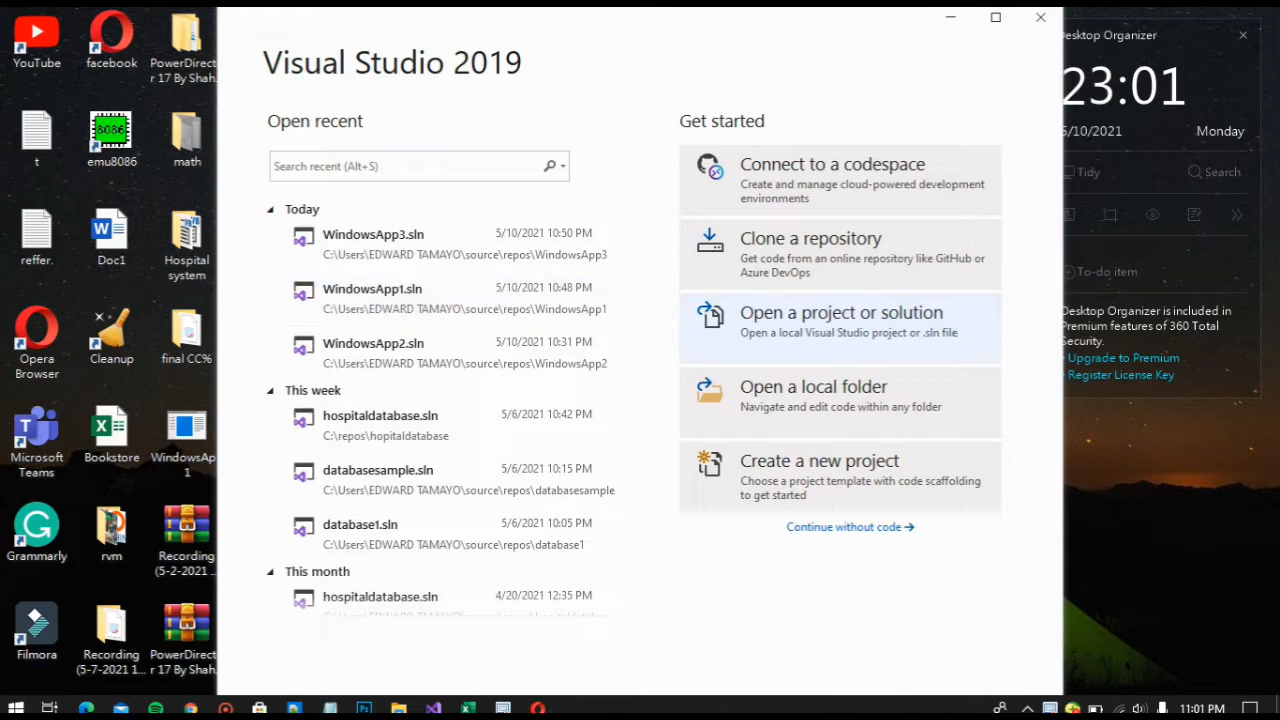 YouTube
facebook
PowerDirect
r 17 By Shah.
t
8086
emu8086
math
reffer.
Doc1
Hospital
system
Opera
Browser
Cleanup
final CC%
Microsoft
Teams
Bookstore
WindowsAp
1
Grammarly
rvm
Recording
(5-2-2021 ..
Filmora
Recording
(5-7-2021 1...
PowerDirect
r 17 By Shah.
Visual Studio 2019
Open recent
Search recent (Alt+S)
Today
WindowsApp3.sln 5/10/2021 10:50 PM
C:\Users\EDWARD TAMAYO\source\repos\WindowsApp3
WindowsApp1.sln 5/10/2021 10:48 PM
C:\Users\EDWARD TAMAYO\source\repos\WindowsApp1
WindowsApp2.sln 5/10/2021 10:31 PM
C:\Users\EDWARD TAMAYO\source\repos\WindowsApp2
This week
hospitaldatabase.sln 5/6/2021 10:42 PM
C:\repos\hopitaldatabase
databasesample.sln 5/6/2021 10:15 PM
C:\Users\EDWARD TAMAYO\source\repos\databasesample
database1.sln 5/6/2021 10:05 PM
C:\Users\EDWARD TAMAYO\source\repos\database1
This month
hospitaldatabase.sln 4/20/2021 12:35 PM
Get started
Connect to a codespace
Create and manage cloud-powered development
environments
Clone a repository
Get code from an online repository like GitHub or
Azure DevOps
Open a project or solution
Open a local Visual Studio project or .sln file
Open a local folder
Navigate and edit code within any folder
Create a new project
Choose a project template with code scaffolding
to get started
Continue without code →
Desktop Organizer
23:01
5/10/2021 Monday
Tidy Search
To-do item
Desktop Organizer is included in
Premium features of 360 Total
Security.
Upgrade to Premium
Register License Key
11:01 PM